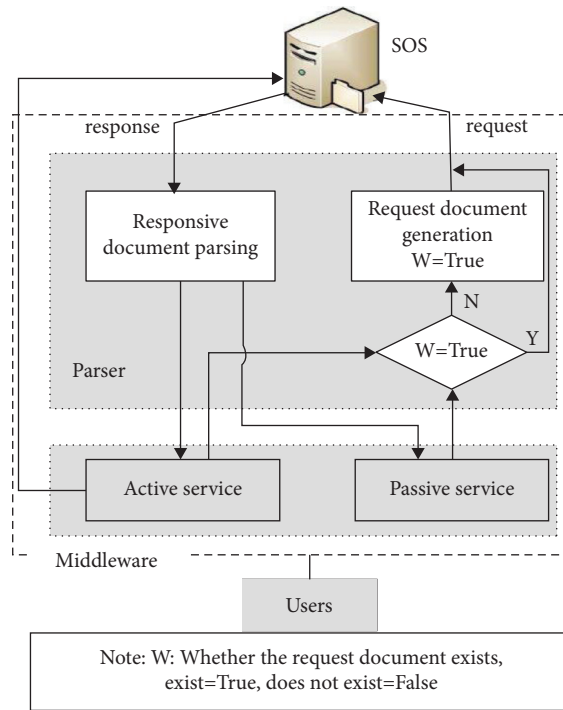 SOS
response
request
Responsive
document parsing
Request document
generation
W=True
N
Y
W=True
Parser
Active service
Passive service
Middleware
Users
Note: W: Whether the request document exists,
exist=True, does not exist=False